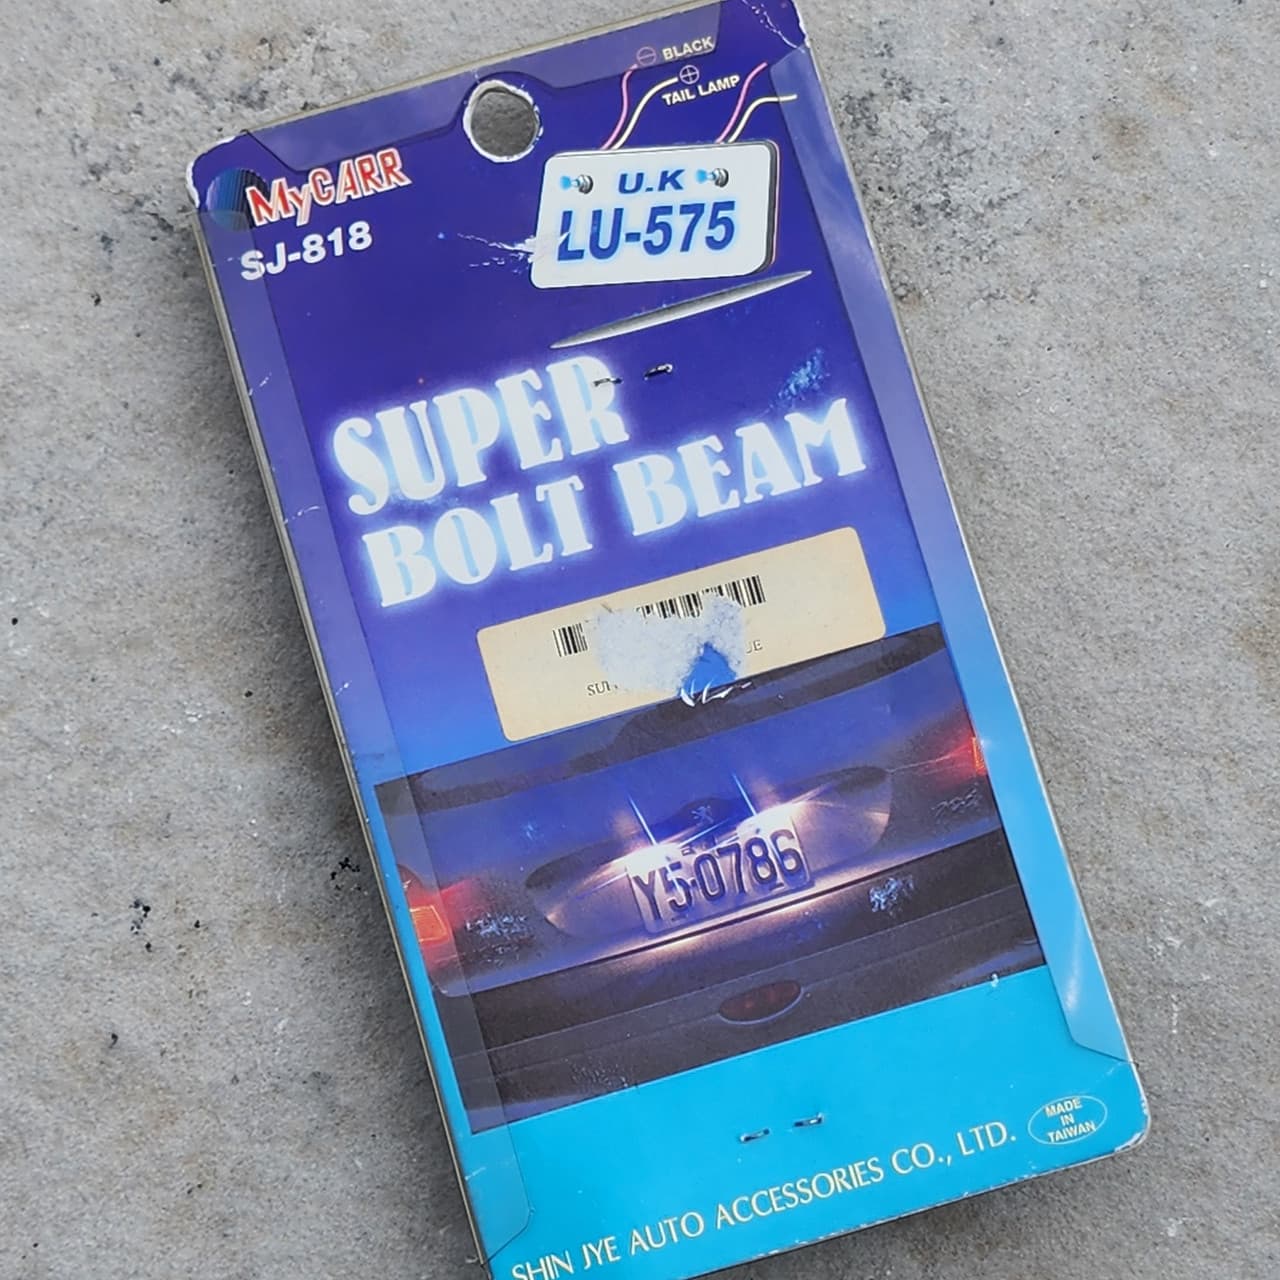 BLACK
TAIL LAMP
MyCARR
SJ-818
U.K
LU-575
SUPER
BOLT BEAM
Y5-0786
MADE
IN
TAIWAN
SHIN JYE AUTO ACCESSORIES CO., LTD.